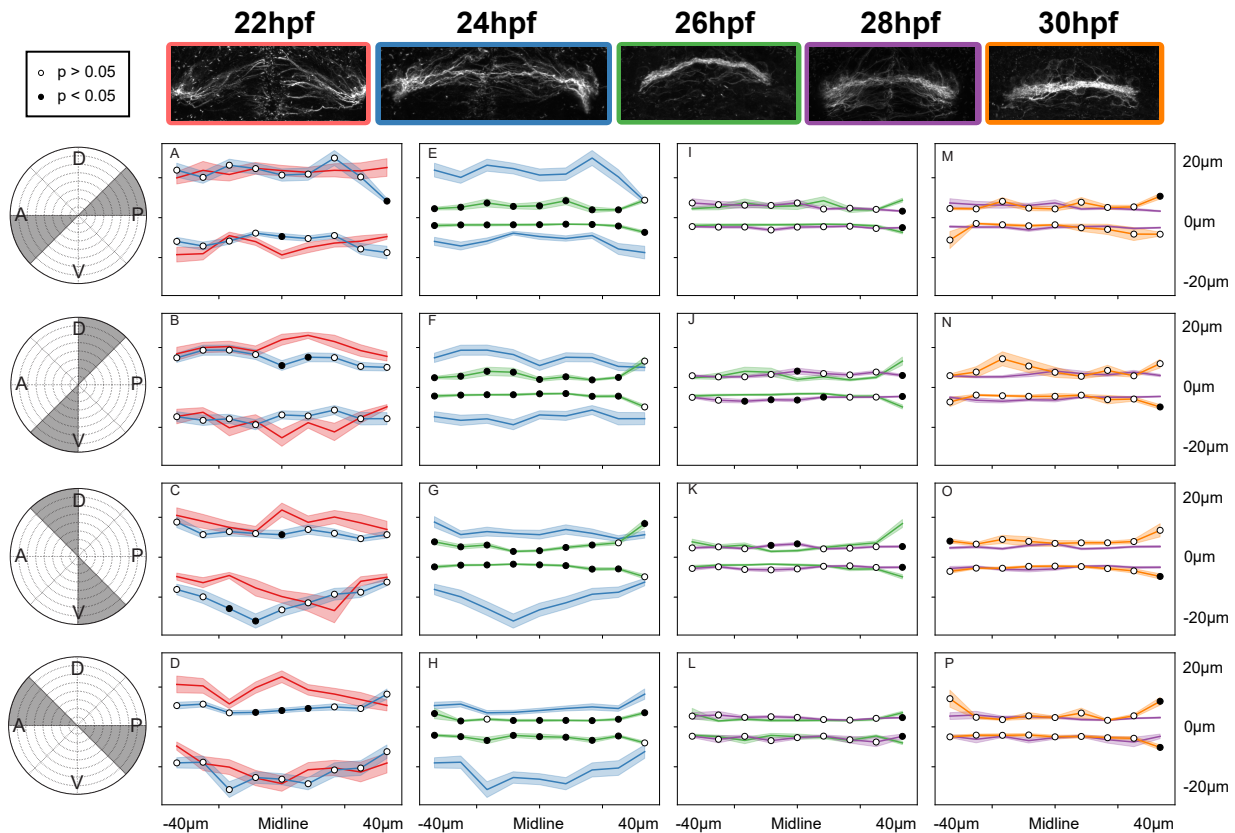 22hpf 24hpf 26hpf 28hpf 30hpf
p > 0.05
p < 0.05
D
A P
V
A E I M
20µm
0µm
-20µm
D
A P
V
B F J N
20µm
0µm
-20µm
D
A P
V
C G K O
20µm
0µm
-20µm
D
A P
V
D H L P
20µm
0µm
-20µm
-40µm Midline 40µm -40µm Midline 40µm -40µm Midline 40µm -40µm Midline 40µm